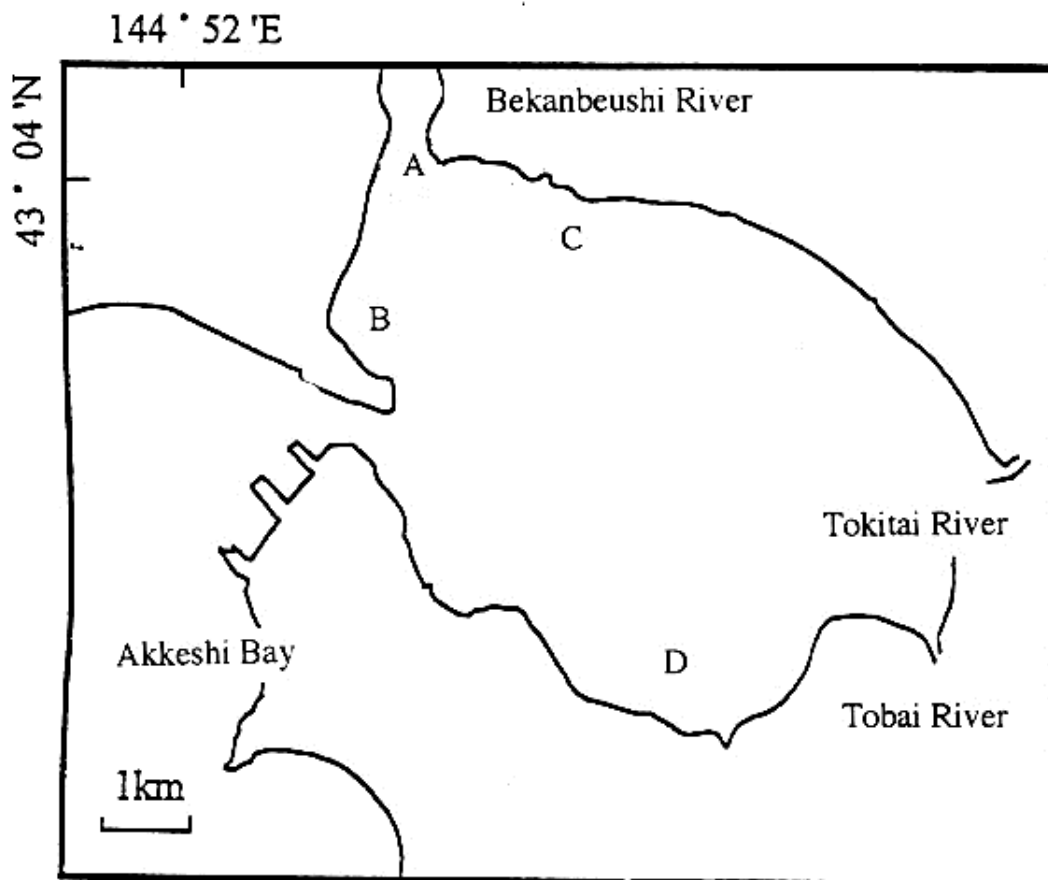 144 ° 52 'E
43 ° 04 'N
Bekanbeushi River
A
C
B
Tokitai River
Akkeshi Bay
D
Tobai River
1km